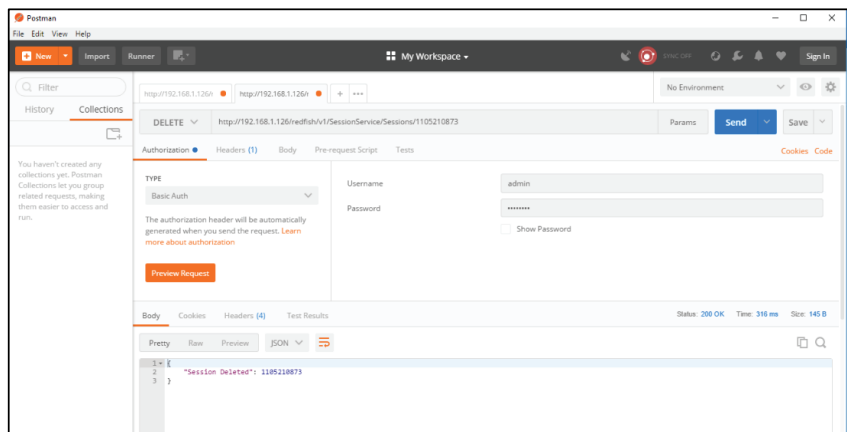 Postman
File Edit View Help
New Import Runner My Workspace SYNC OFF Sign In
Filter
History Collections
You haven't created any
collections yet. Postman
Collections let you group
related requests, making
them easier to access and
run.
http://192.168.1.126/r http://192.168.1.126/r + ••• No Environment
DELETE http://192.168.1.126/redfish/v1/SessionService/Sessions/1105210873 Params Send Save
Authorization Headers (1) Body Pre-request Script Tests Cookies Code
TYPE
Basic Auth
The authorization header will be automatically
generated when you send the request. Learn
more about authorization
Preview Request
Username admin
Password ••••••••
Show Password
Body Cookies Headers (4) Test Results Status: 200 OK Time: 316 ms Size: 145 B
Pretty Raw Preview JSON
1 {
2 "Session Deleted": 1105210873
3 }